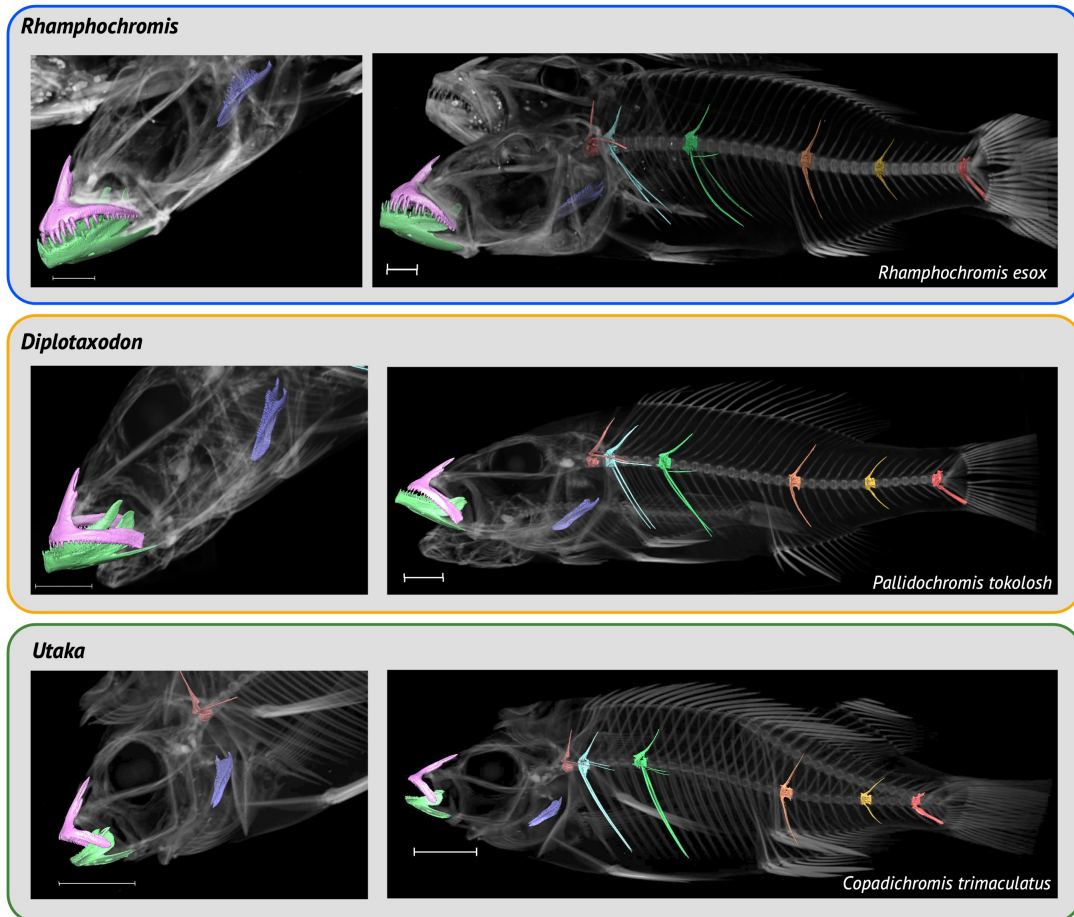 Rhamphochromis
Rhamphochromis esox
Diplotaxodon
Pallidochromis tokolosh
Utaka
Copadichromis trimaculatus